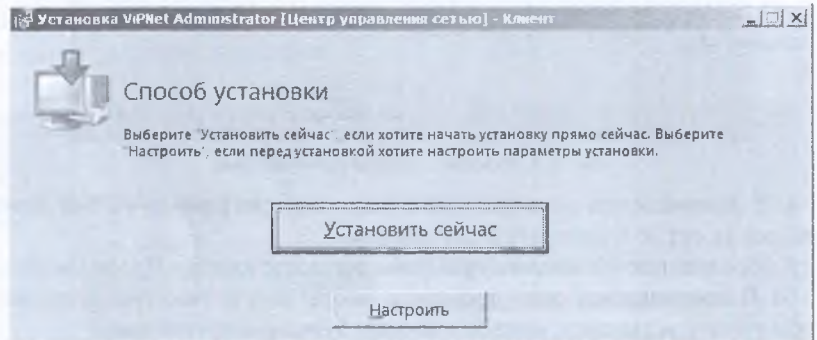 Установка ViPNet Administrator [Центр управления сетью] - Клиент
Способ установки
Выберите "Установить сейчас", если хотите начать установку прямо сейчас. Выберите
"Настроить", если перед установкой хотите настроить параметры установки.
Установить сейчас
Настроить